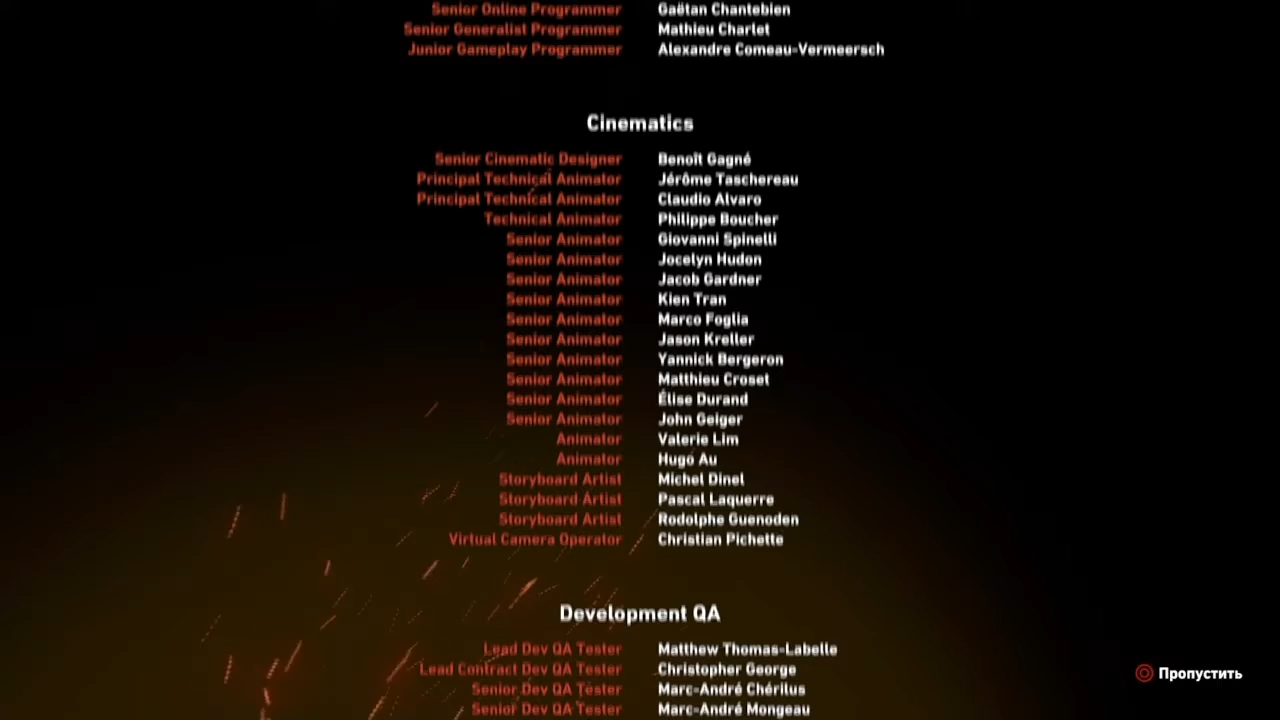 Senior Online Programmer Gaëtan Chantebien
Senior Generalist Programmer Mathieu Charlet
Junior Gameplay Programmer Alexandre Comeau-Vermeersch
Cinematics
Senior Cinematic Designer Benoît Gagné
Principal Technical Animator Jérôme Taschereau
Principal Technical Animator Claudio Alvaro
Technical Animator Philippe Boucher
Senior Animator Giovanni Spinelli
Senior Animator Jocelyn Hudon
Senior Animator Jacob Gardner
Senior Animator Kien Tran
Senior Animator Marco Foglia
Senior Animator Jason Kreller
Senior Animator Yannick Bergeron
Senior Animator Matthieu Croset
Senior Animator Élise Durand
Senior Animator John Geiger
Animator Valerie Lim
Animator Hugo Au
Storyboard Artist Michel Dinel
Storyboard Artist Pascal Laquerre
Storyboard Artist Rodolphe Guenoden
Virtual Camera Operator Christian Pichette
Development QA
Lead Dev QA Tester Matthew Thomas-Labelle
Lead Contract Dev QA Tester Christopher George
Senior Dev QA Tester Marc-André Chérilus
Senior Dev QA Tester Marc-André Mongeau
Пропустить